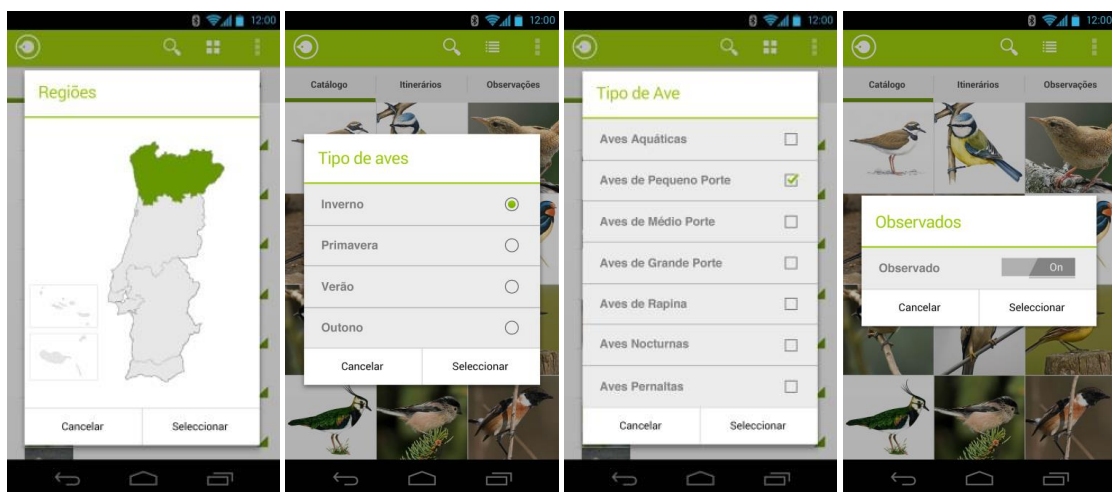 12:00
Regiões
Cancelar
Seleccionar
12:00
Catálogo
Itinerários
Observações
Tipo de aves
Inverno
Primavera
Verão
Outono
Cancelar
Seleccionar
12:00
Tipo de Ave
Aves Aquáticas
Aves de Pequeno Porte
Aves de Médio Porte
Aves de Grande Porte
Aves de Rapina
Aves Nocturnas
Aves Pernaltas
Cancelar
Seleccionar
12:00
Catálogo
Itinerários
Observações
Observados
Observado
On
Cancelar
Seleccionar